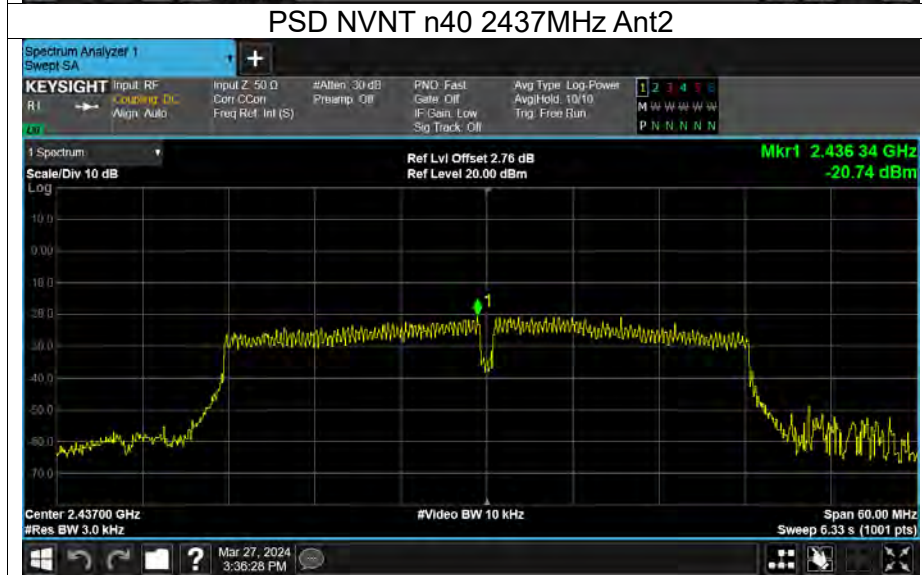 PSD NVNT n40 2437MHz Ant2
Spectrum Analyzer 1
Swept SA
+
KEYSIGHT Input: RF Input Z: 50 Ω #Atten: 30 dB PNO: Fast Avg Type: Log-Power 1 2 3 4 5 6
Coupling: DC Corr CCorr Preamp: Off Gate: Off Avg|Hold: 10/10 M W W W W W
Align: Auto Freq Ref: Int (S) IF Gain: Low Trig: Free Run
Sig Track: Off P N N N N N
1 Spectrum Ref Lvl Offset 2.76 dB Mkr1 2.436 34 GHz
Scale/Div 10 dB Ref Level 20.00 dBm -20.74 dBm
Log
10.0
0.00
1
-30.0
-40.0
-50.0
-60.0
-70.0
Center 2.43700 GHz #Video BW 10 kHz Span 60.00 MHz
#Res BW 3.0 kHz Sweep 6.33 s (1001 pts)
? Mar 27, 2024
3:36:28 PM